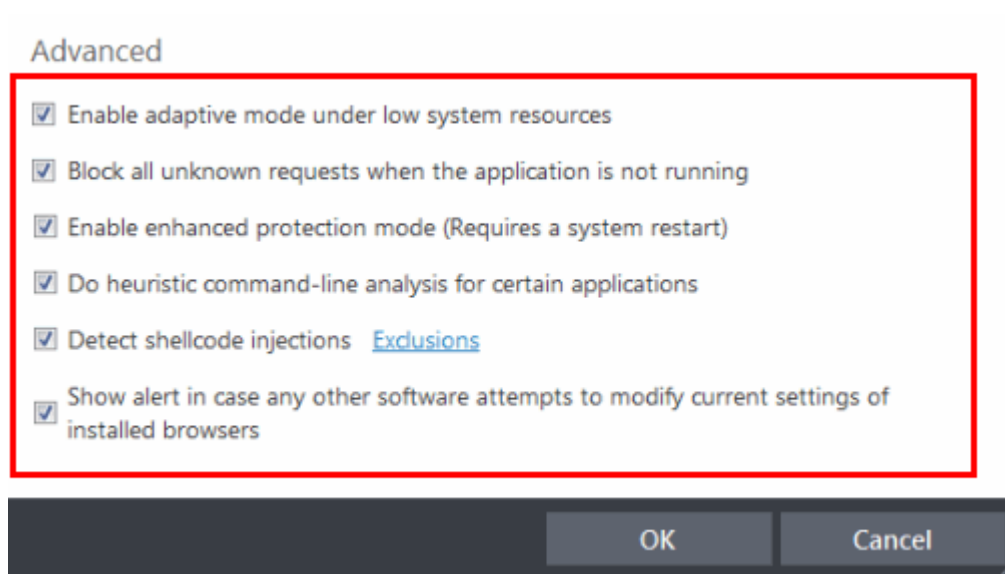 Advanced
Enable adaptive mode under low system resources
Block all unknown requests when the application is not running
Enable enhanced protection mode (Requires a system restart)
Do heuristic command-line analysis for certain applications
Detect shellcode injections Exclusions
Show alert in case any other software attempts to modify current settings of
installed browsers
OK Cancel